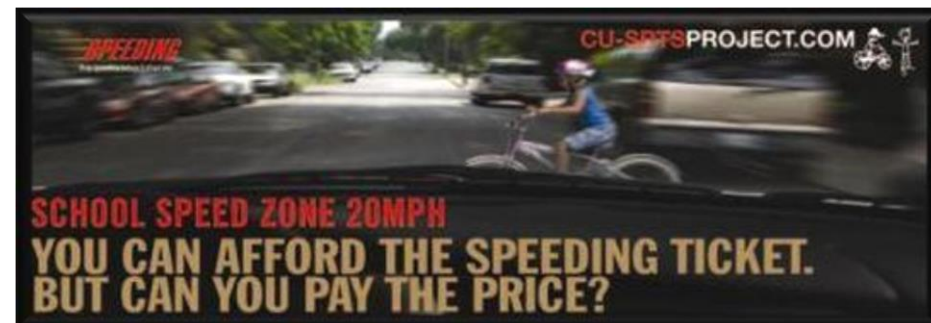 SPEEDING
CU-SRTSPROJECT.COM
SCHOOL SPEED ZONE 20MPH
YOU CAN AFFORD THE SPEEDING TICKET.
BUT CAN YOU PAY THE PRICE?